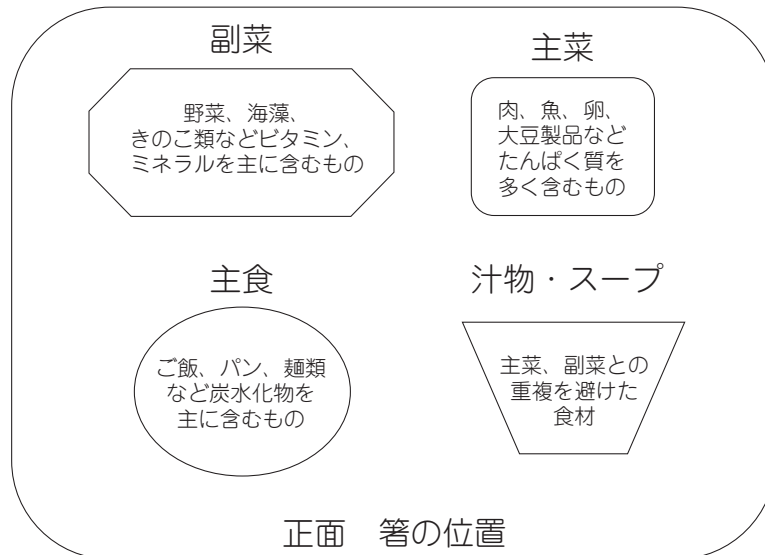 副菜
野菜、海藻、
きのこ類などビタミン、
ミネラルを主に含むもの
主菜
肉、魚、卵、
大豆製品など
たんぱく質を
多く含むもの
主食
ご飯、パン、麺類
など炭水化物を
主に含むもの
汁物・スープ
主菜、副菜との
重複を避けた
食材
正面　箸の位置